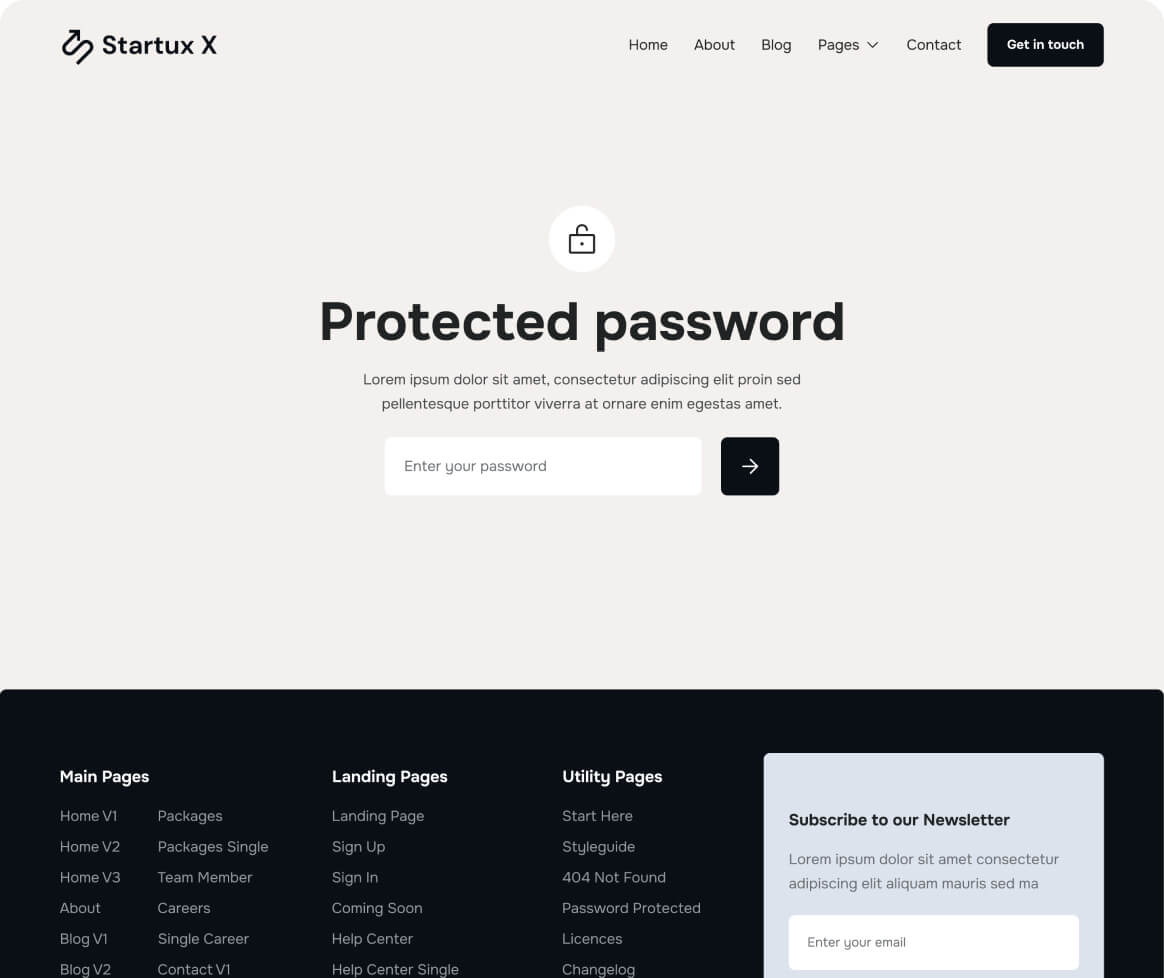 Startux X
Home
About
Blog
Pages
Contact
Get in touch
Protected password
Lorem ipsum dolor sit amet, consectetur adipiscing elit proin sed
pellentesque porttitor viverra at ornare enim egestas amet.
Enter your password
Main Pages
Home V1
Home V2
Home V3
About
Blog V1
Blog V2
Packages
Packages Single
Team Member
Careers
Single Career
Contact V1
Landing Pages
Landing Page
Sign Up
Sign In
Coming Soon
Help Center
Help Center Single
Utility Pages
Start Here
Styleguide
404 Not Found
Password Protected
Licences
Changelog
Subscribe to our Newsletter
Lorem ipsum dolor sit amet consectetur
adipiscing elit aliquam mauris sed ma
Enter your email